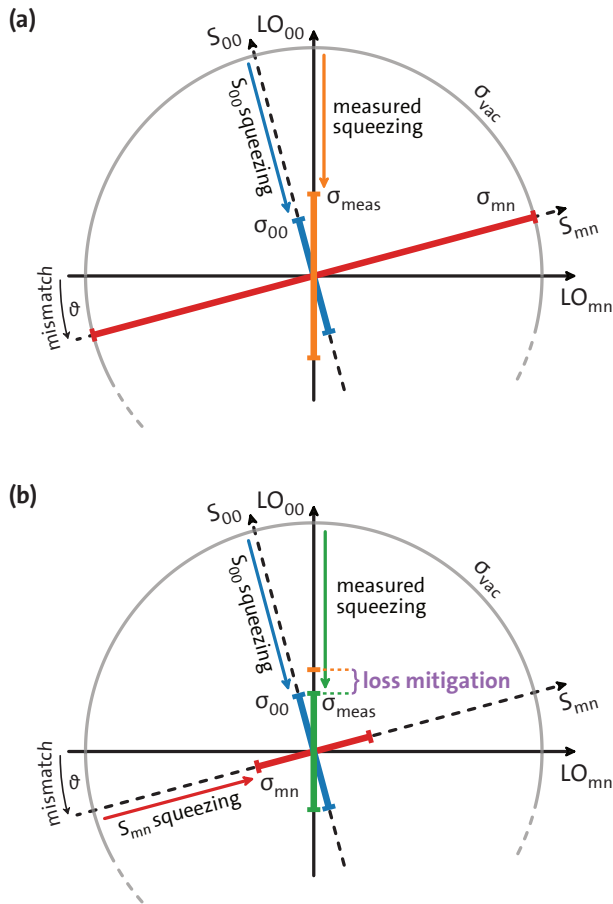 (a)
S₀₀
LO₀₀
S₀₀ squeezing
measured
squeezing
σvac
σ₀₀
σmeas
σmn
Smn
mismatch
ϑ
LOmn
(b)
S₀₀
LO₀₀
S₀₀ squeezing
measured
squeezing
σvac
loss mitigation
σ₀₀
σmeas
Smn
mismatch
ϑ
σmn
LOmn
Smn squeezing